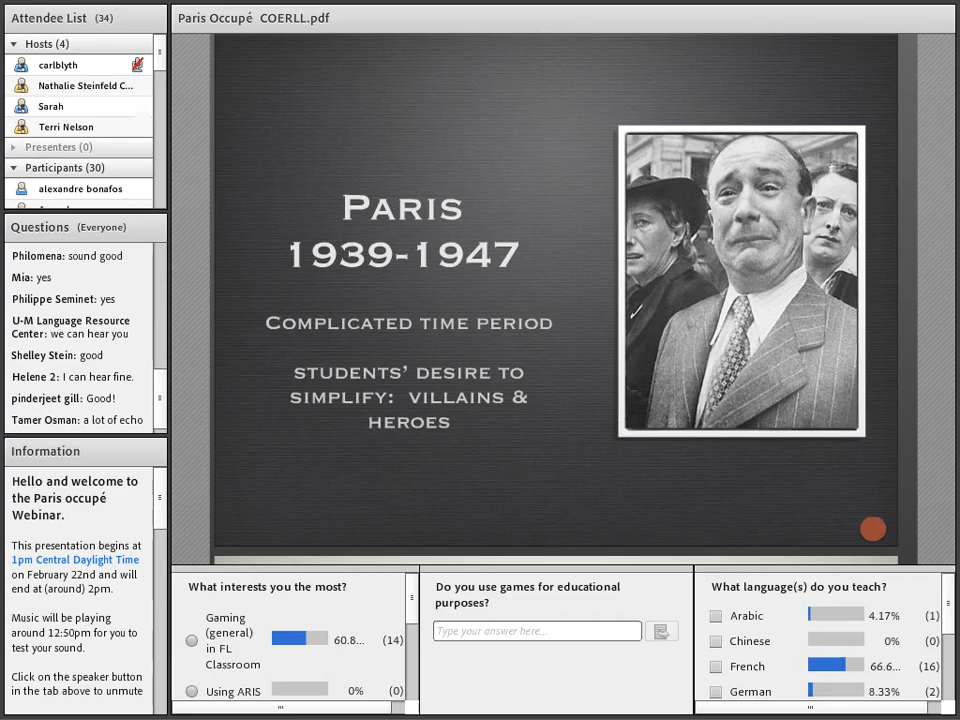 Attendee List (34)
Hosts (4)
carlblyth
Nathalie Steinfeld C...
Sarah
Terri Nelson
Presenters (0)
Participants (30)
alexandre bonafos
Questions (Everyone)
Philomena: sound good
Mia: yes
Philippe Seminet: yes
U-M Language Resource
Center: we can hear you
Shelley Stein: good
Helene 2: I can hear fine.
pinderjeet gill: Good!
Tamer Osman: a lot of echo
Information
Hello and welcome to
the Paris occupé
Webinar.
This presentation begins at
1pm Central Daylight Time
on February 22nd and will
end at (around) 2pm.
Music will be playing
around 12:50pm for you to
test your sound.
Click on the speaker button
in the tab above to unmute
Paris Occupé COERLL.pdf
Paris
1939-1947
Complicated time period
students' desire to
simplify: villains &
heroes
What interests you the most?
Gaming
(general)
in FL
Classroom
60.8... (14)
Using ARIS 0% (0)
Do you use games for educational
purposes?
Type your answer here...
What language(s) do you teach?
Arabic 4.17% (1)
Chinese 0% (0)
French 66.6... (16)
German 8.33% (2)